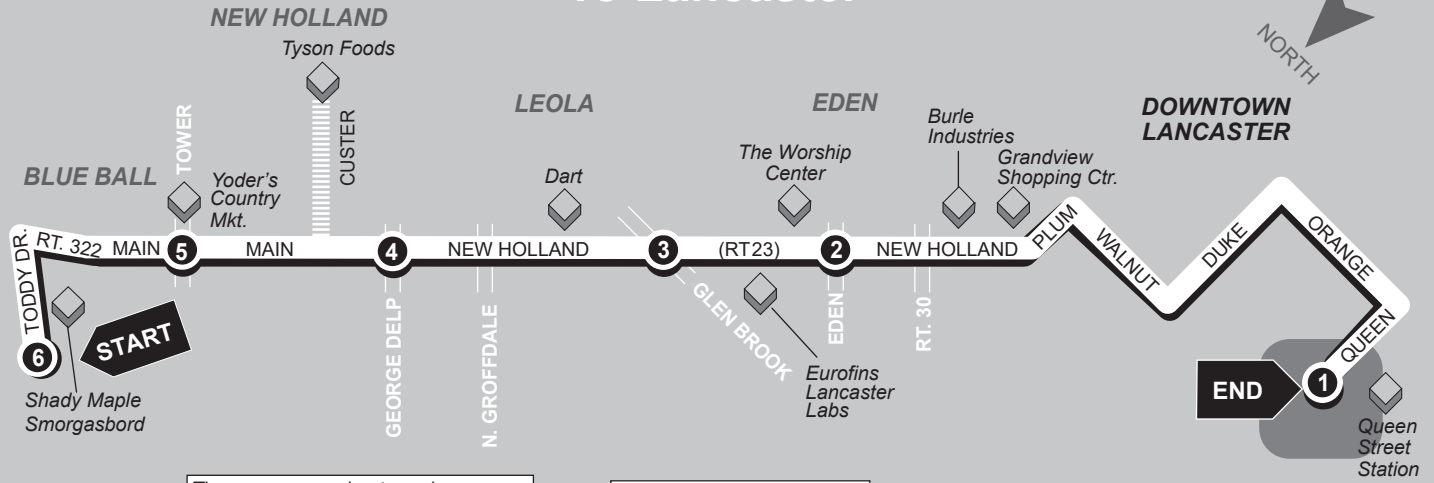 To Lancaster
NEW HOLLAND
Tyson Foods
NORTH
LEOLA
EDEN
DOWNTOWN
LANCASTER
BLUE BALL
TOWER
Yoder’s
Country
Mkt.
CUSTER
Dart
The Worship
Center
Burle
Industries
Grandview
Shopping Ctr.
TODDY DR.
RT. 322
MAIN
5
MAIN
4
NEW HOLLAND
3
(RT23)
2
NEW HOLLAND
PLUM
WALNUT
DUKE
ORANGE
QUEEN
6
START
Shady Maple
Smorgasbord
GEORGE DELP
N. GROFFDALE
GLEN BROOK
Eurofins
Lancaster
Labs
EDEN
RT. 30
END
1
Queen
Street
Station